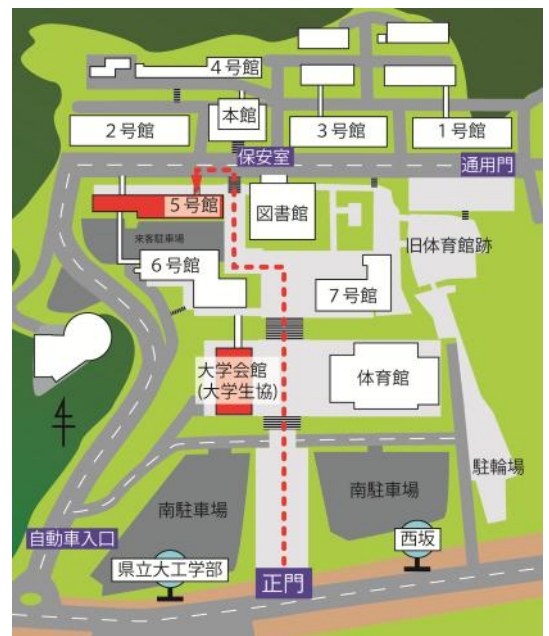 4号館
本館
2号館
3号館
1号館
保安室
通用門
5号館
図書館
来客駐車場
旧体育館跡
6号館
7号館
大学会館
(大学生協)
体育館
駐輪場
南駐車場
南駐車場
自動車入口
西坂
県立大工学部
正門